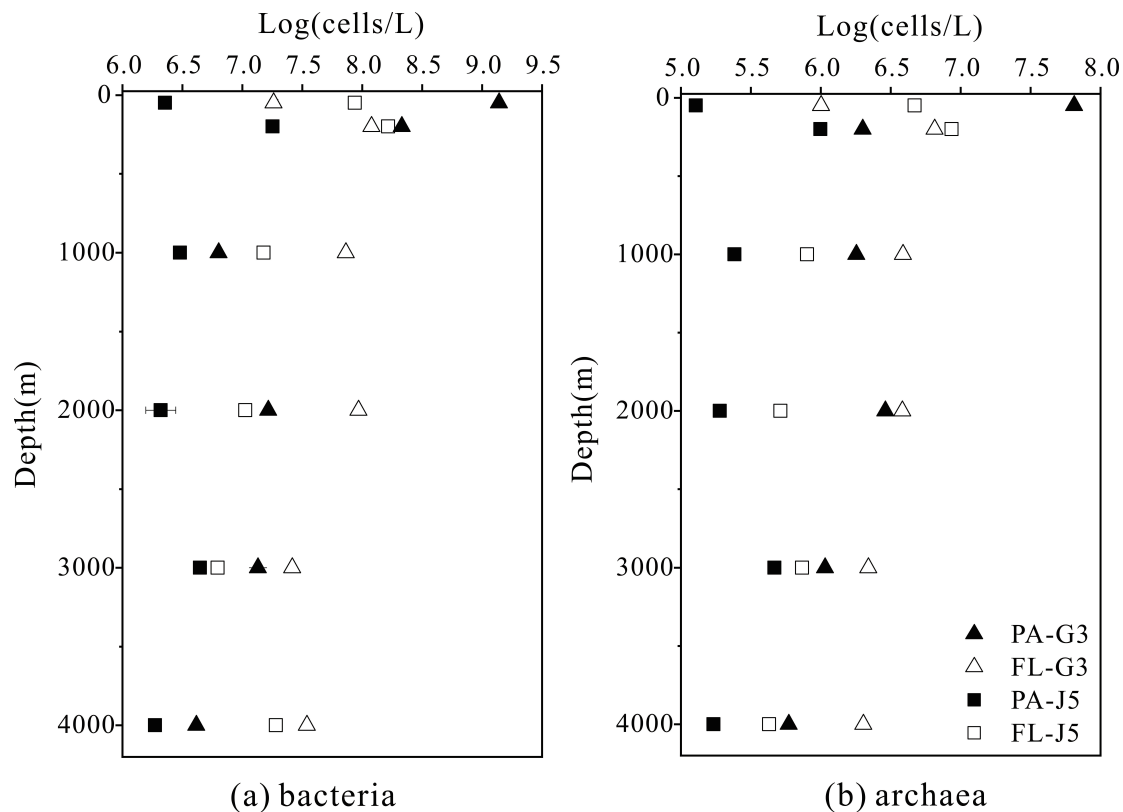 Log(cells/L)
6.0 6.5 7.0 7.5 8.0 8.5 9.0 9.5
0
1000
2000
3000
4000
Depth(m)
(a) bacteria
Log(cells/L)
5.0 5.5 6.0 6.5 7.0 7.5 8.0
0
1000
2000
3000
4000
Depth(m)
PA-G3
FL-G3
PA-J5
FL-J5
(b) archaea